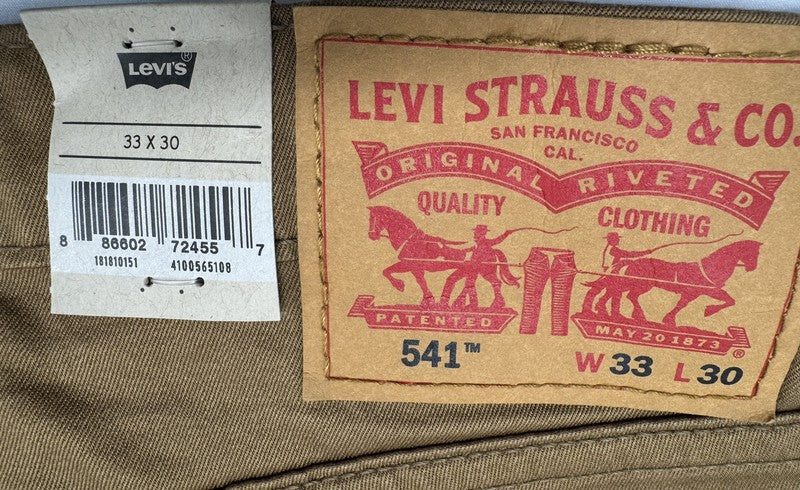 LEVI'S®
33 X 30
8 86602 72455 7
181810151 4100565108
LEVI STRAUSS & CO.
SAN FRANCISCO
CAL.
ORIGINAL RIVETED
QUALITY CLOTHING
PATENTED MAY 20 1873 ®
541™ W 33 L 30